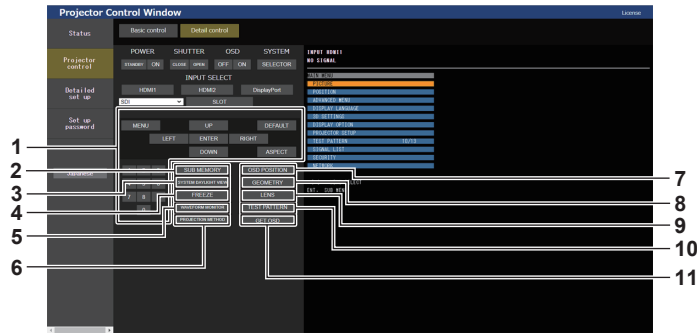 Projector Control Window
License
Status
Projector
control
Detailed
set up
Set up
password
Japanese
Basic control
Detail control
POWER
SHUTTER
OSD
SYSTEM
STANDBY
ON
CLOSE
OPEN
OFF
ON
SELECTOR
INPUT SELECT
HDMI1
HDMI2
DisplayPort
SDI
SLOT
MENU
UP
DEFAULT
LEFT
ENTER
RIGHT
DOWN
ASPECT
SUB MEMORY
OSD POSITION
SYSTEM DAYLIGHT VIEW
GEOMETRY
FREEZE
LENS
WAVEFORM MONITOR
TEST PATTERN
PROJECTION METHOD
GET OSD
7
8
INPUT HDMI1
NO SIGNAL
MAIN MENU
PICTURE
POSITION
ADVANCED MENU
DISPLAY LANGUAGE
3D SETTINGS
DISPLAY OPTION
PROJECTOR SETUP
TEST PATTERN 10/13
SIGNAL LIST
SECURITY
NETWORK
1
2
3
4
5
6
7
8
9
10
11